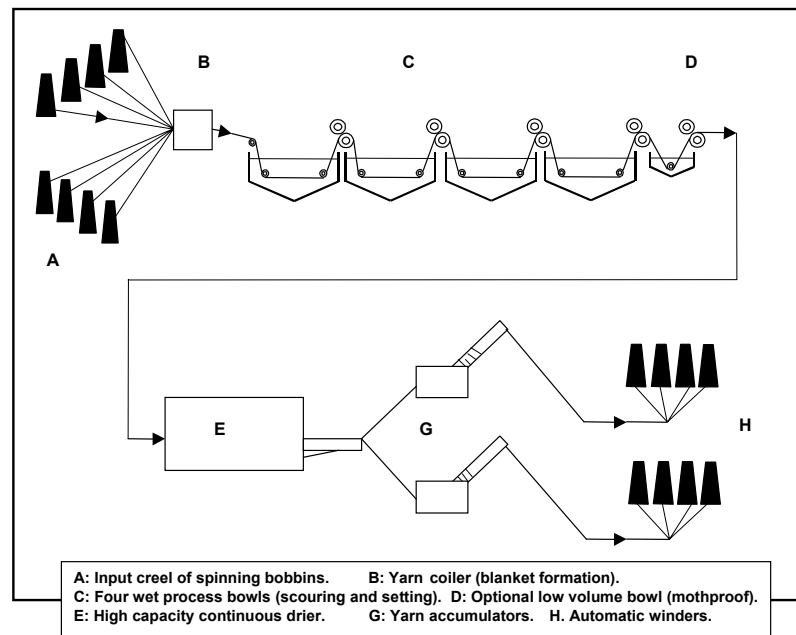 B C D
A
E G H
A: Input creel of spinning bobbins. B: Yarn coiler (blanket formation).
C: Four wet process bowls (scouring and setting). D: Optional low volume bowl (mothproof).
E: High capacity continuous drier. G: Yarn accumulators. H. Automatic winders.